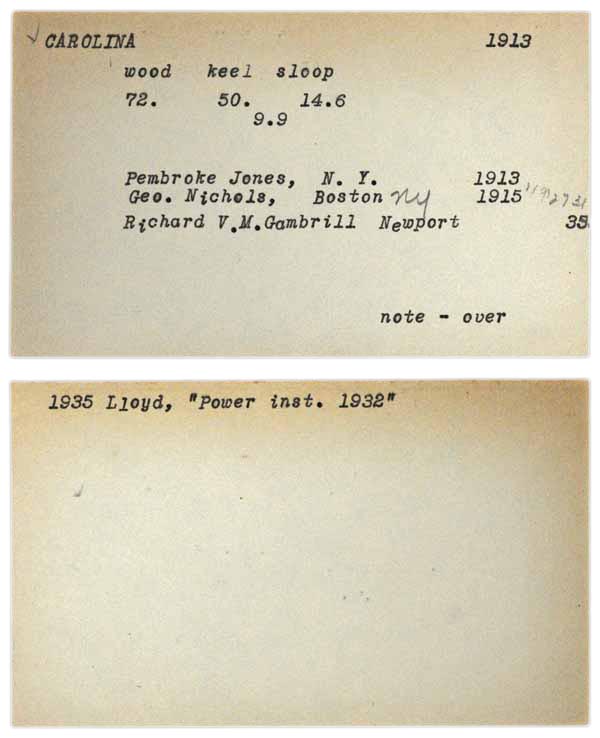 CAROLINA 1913
wood keel sloop
72. 50. 14.6
9.9
Pembroke Jones, N. Y. 1913
Geo. Nichols, Boston NY 1915
Richard V.M.Gambrill Newport 35
note - over
1935 Lloyd, "Power inst. 1932"